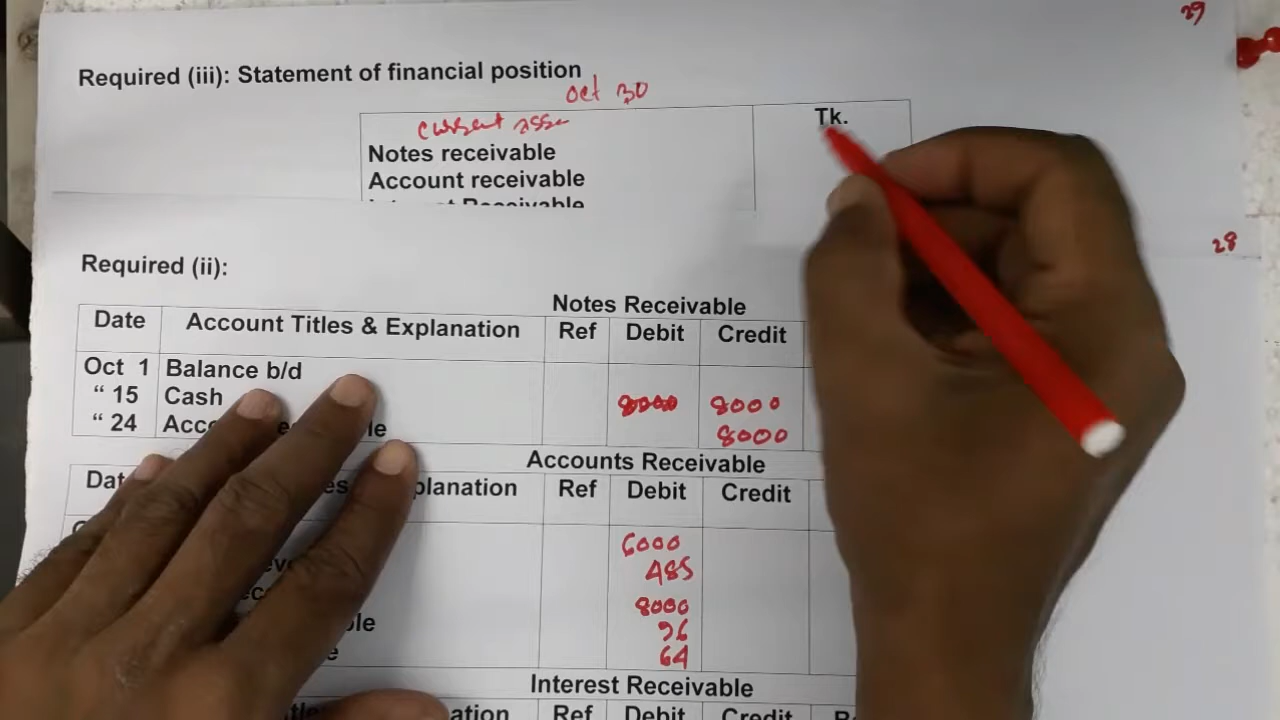 29
Required (iii): Statement of financial position
Oct 30
current asse
Tk.
Notes receivable
Account receivable
28
Required (ii):
Notes Receivable
Date Account Titles & Explanation Ref Debit Credit
Oct 1 Balance b/d
“ 15 Cash 8000 8000
“ 24 8000
Accounts Receivable
planation Ref Debit Credit
6000
485
8000
96
64
Interest Receivable
Ref Debit Credit